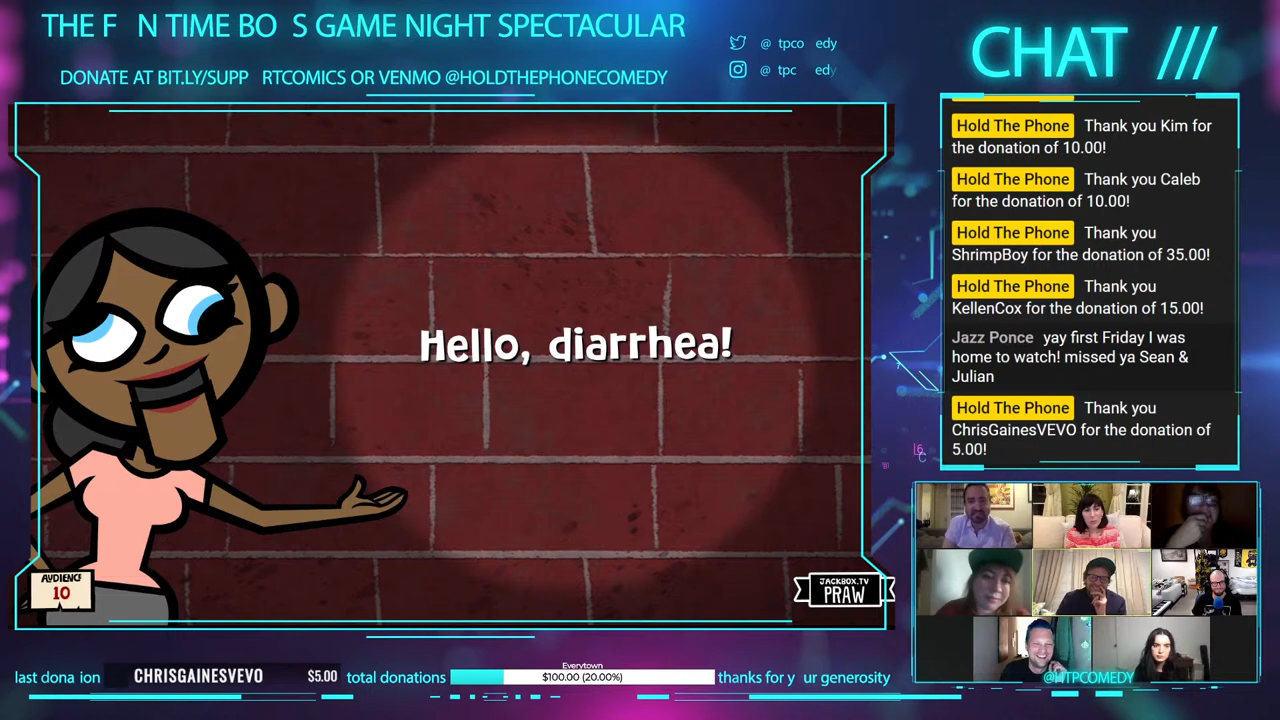 THE F N TIME BO S GAME NIGHT SPECTACULAR
DONATE AT BIT.LY/SUPP RTCOMICS OR VENMO @HOLDTHEPHONECOMEDY
@ tpco edy
@ tpc edy
CHAT ///
Hold The Phone Thank you Kim for
the donation of 10.00!
Hold The Phone Thank you Caleb
for the donation of 10.00!
Hold The Phone Thank you
ShrimpBoy for the donation of 35.00!
Hold The Phone Thank you
KellenCox for the donation of 15.00!
Jazz Ponce yay first Friday I was
home to watch! missed ya Sean &
Julian
Hold The Phone Thank you
ChrisGainesVEVO for the donation of
5.00!
Hello, diarrhea!
AUDIENCE
10
JACKBOX.TV
PRAW
@HTPCOMEDY
last dona ion CHRISGAINESVEVO $5.00 total donations
Everytown
$100.00 (20.00%)
thanks for y ur generosity